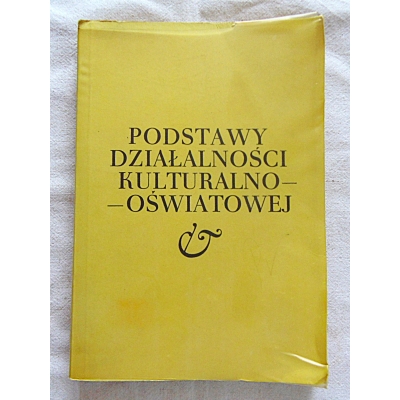 PODSTAWY
DZIAŁALNOŚCI
KULTURALNO—
—OŚWIATOWEJ
&